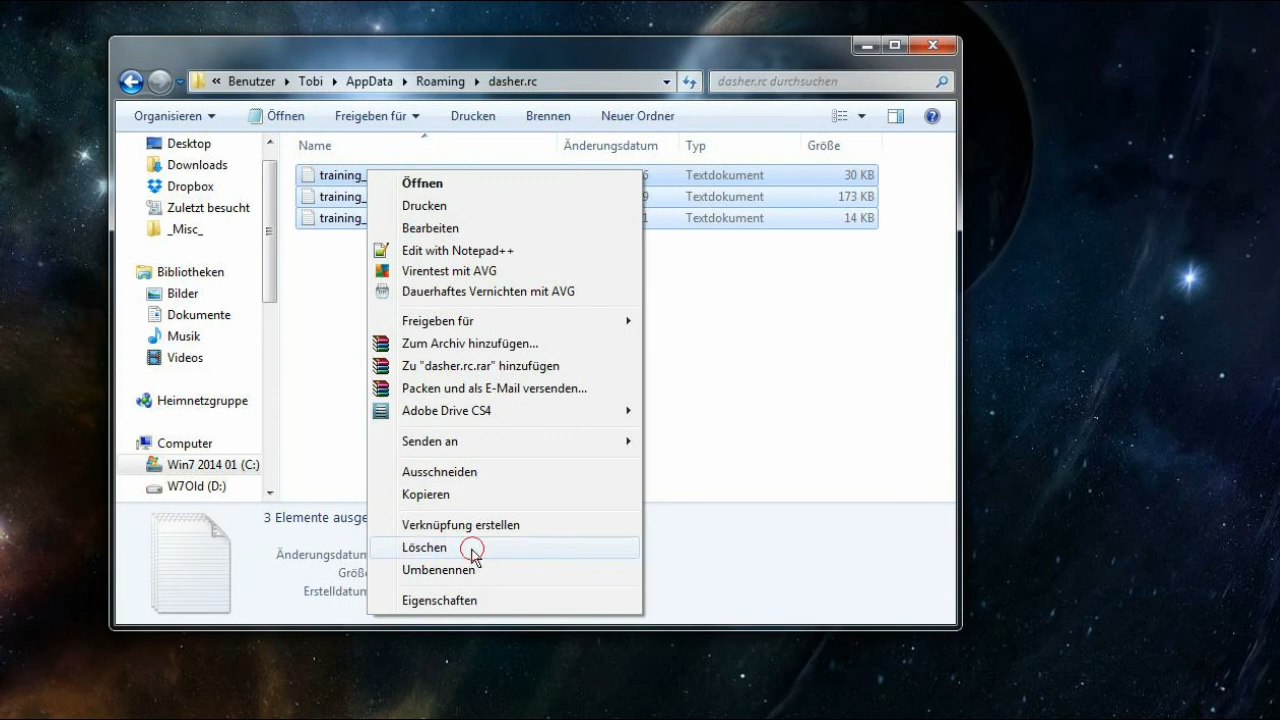 « Benutzer Tobi AppData Roaming dasher.rc
dasher.rc durchsuchen
Organisieren Öffnen Freigeben für Drucken Brennen Neuer Ordner
Name Änderungsdatum Typ Größe
Desktop
Downloads
Dropbox
Zuletzt besucht
_Misc_
Bibliotheken
Bilder
Dokumente
Musik
Videos
Heimnetzgruppe
Computer
Win7 2014 01 (C:)
W7Old (D:)
training_ 6 Textdokument 30 KB
training_ 9 Textdokument 173 KB
training_ 1 Textdokument 14 KB
Öffnen
Drucken
Bearbeiten
Edit with Notepad++
Virentest mit AVG
Dauerhaftes Vernichten mit AVG
Freigeben für
Zum Archiv hinzufügen...
Zu "dasher.rc.rar" hinzufügen
Packen und als E-Mail versenden...
Adobe Drive CS4
Senden an
Ausschneiden
Kopieren
Verknüpfung erstellen
Löschen
Umbenennen
Eigenschaften
3 Elemente ausge
Änderungsdatum
Größ
Erstelldatum